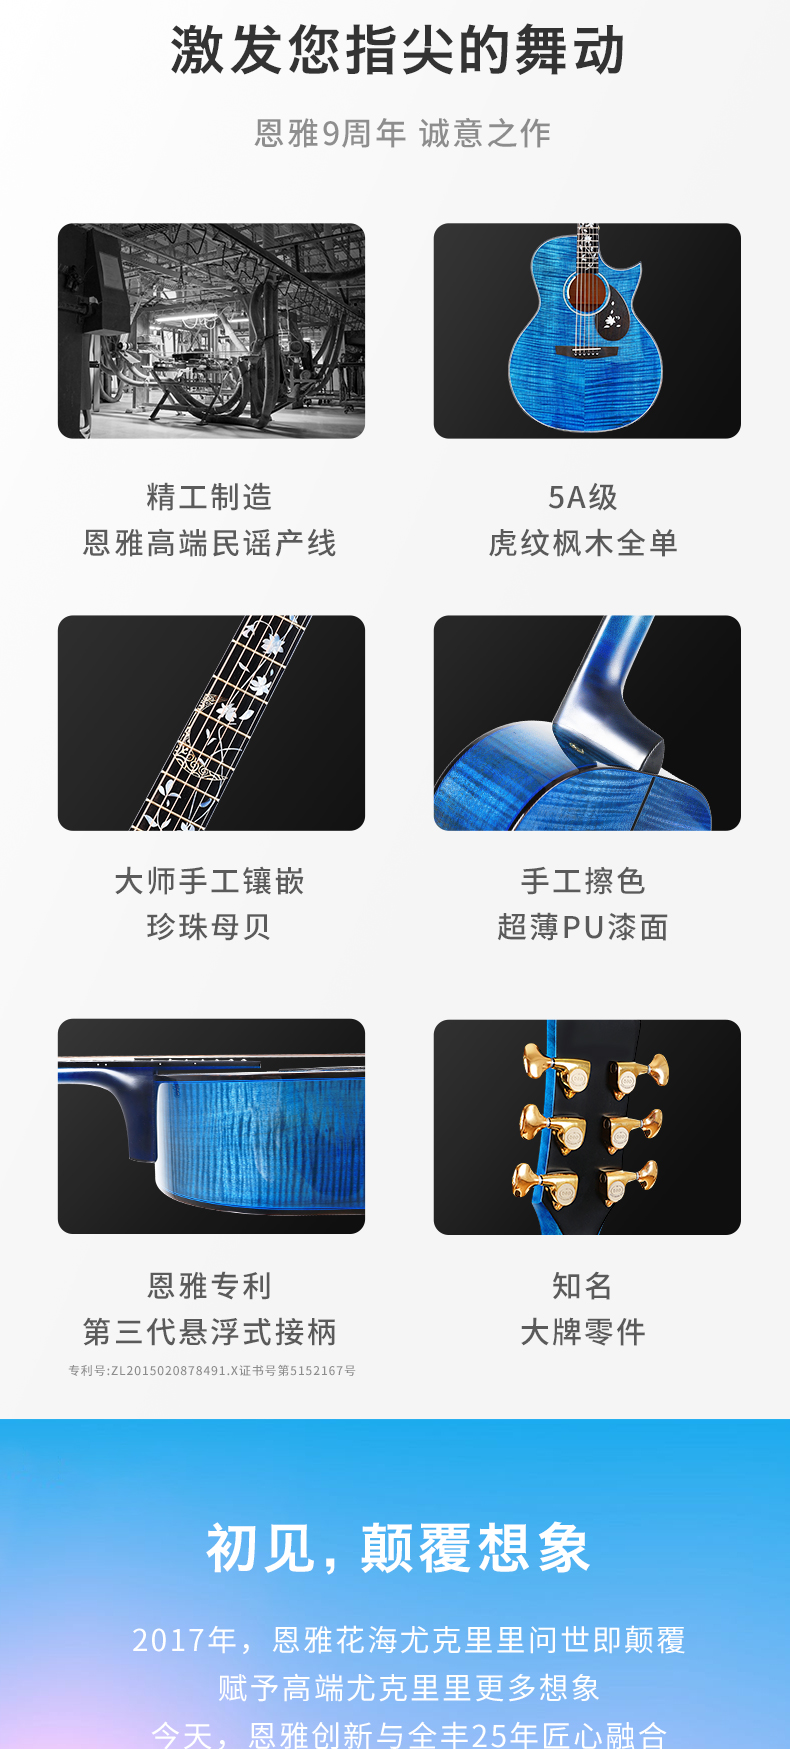 激发您指尖的舞动
恩雅9周年 诚意之作
精工制造
恩雅高端民谣产线
5A级
虎纹枫木全单
大师手工镶嵌
珍珠母贝
手工擦色
超薄PU漆面
恩雅专利
第三代悬浮式接柄
专利号:ZL2015020878491.X证书号第5152167号
知名
大牌零件
初见，颠覆想象
2017年，恩雅花海尤克里里问世即颠覆
赋予高端尤克里里更多想象
今天，恩雅创新与全丰25年匠心融合